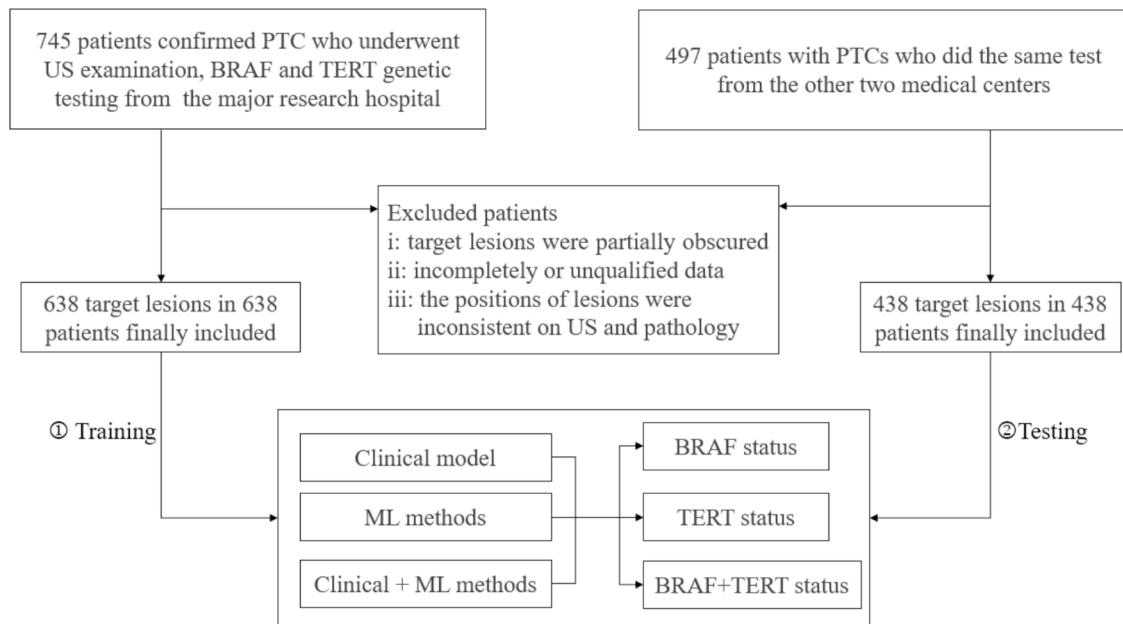 745 patients confirmed PTC who underwent
US examination, BRAF and TERT genetic
testing from the major research hospital
497 patients with PTCs who did the same test
from the other two medical centers
Excluded patients
i: target lesions were partially obscured
ii: incompletely or unqualified data
iii: the positions of lesions were
inconsistent on US and pathology
638 target lesions in 638
patients finally included
438 target lesions in 438
patients finally included
① Training
②Testing
Clinical model
ML methods
Clinical + ML methods
BRAF status
TERT status
BRAF+TERT status